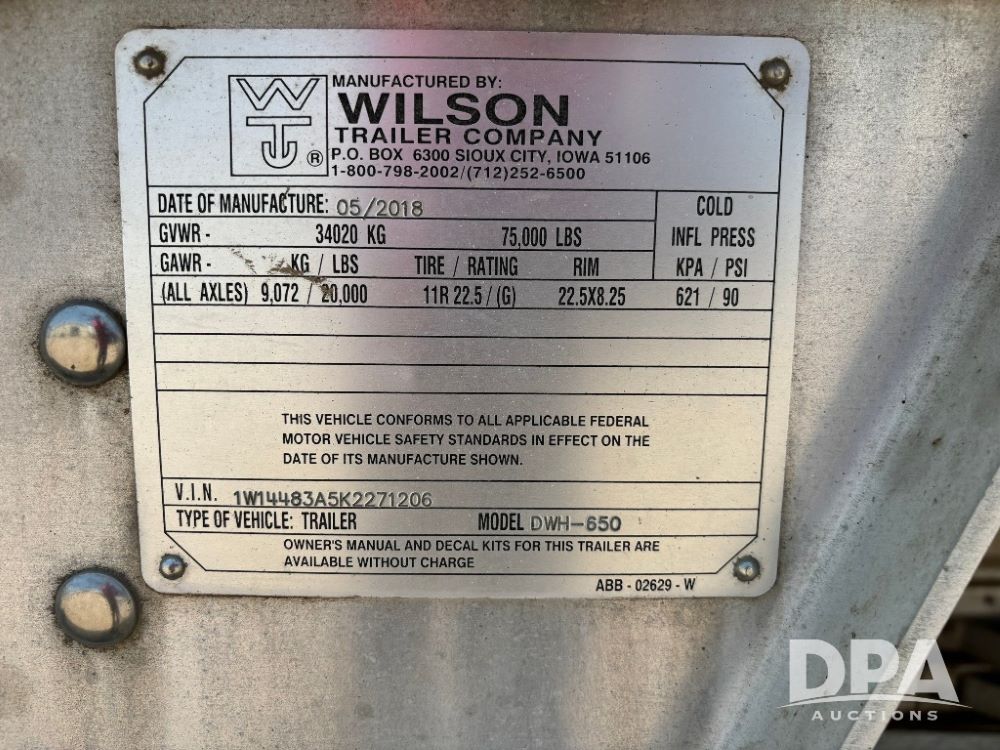 MANUFACTURED BY:
WILSON
TRAILER COMPANY
P.O. BOX 6300 SIOUX CITY, IOWA 51106
1-800-798-2002/(712)252-6500
WT ®
DATE OF MANUFACTURE: 05/2018
COLD
GVWR - 34020 KG 75,000 LBS INFL PRESS
GAWR - KG / LBS TIRE / RATING RIM KPA / PSI
(ALL AXLES) 9,072 / 20,000 11R 22.5 / (G) 22.5X8.25 621 / 90
THIS VEHICLE CONFORMS TO ALL APPLICABLE FEDERAL
MOTOR VEHICLE SAFETY STANDARDS IN EFFECT ON THE
DATE OF ITS MANUFACTURE SHOWN.
V.I.N. 1W14483A5K2271206
TYPE OF VEHICLE: TRAILER MODEL DWH-650
OWNER'S MANUAL AND DECAL KITS FOR THIS TRAILER ARE
AVAILABLE WITHOUT CHARGE
ABB - 02629 - W
DPA
AUCTIONS